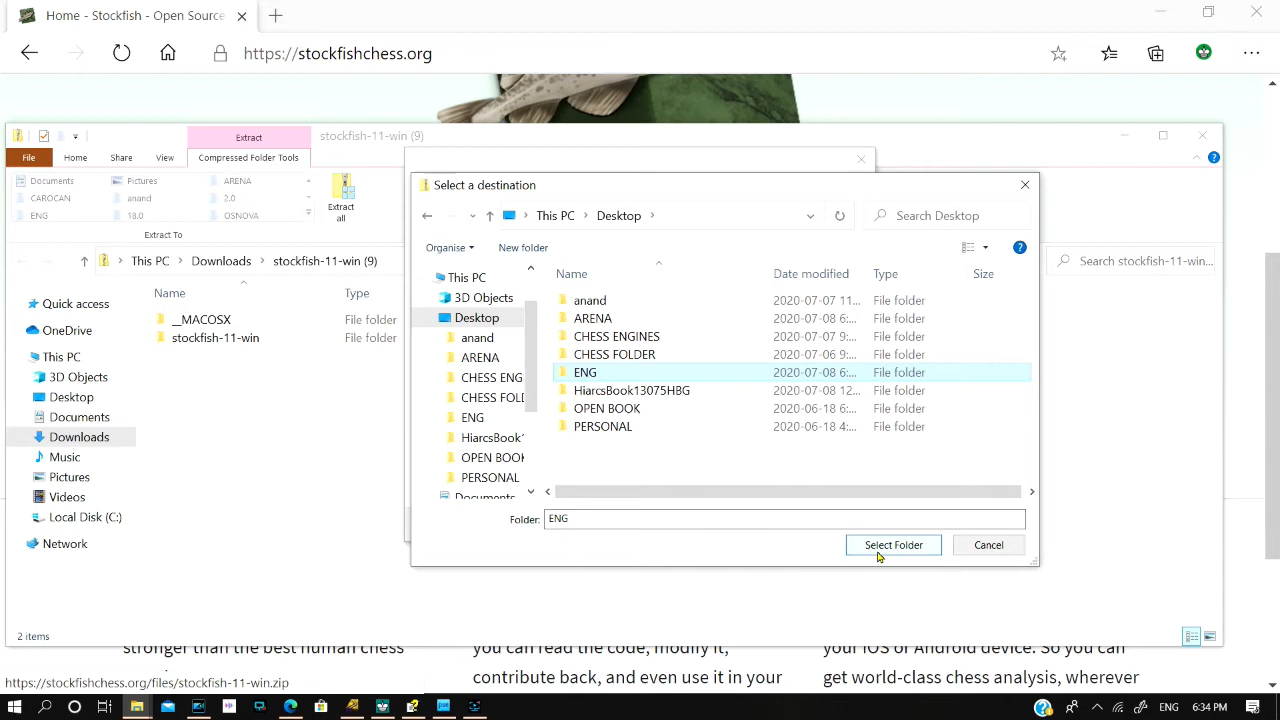 Home - Stockfish - Open Source
https://stockfishchess.org
Extract
stockfish-11-win (9)
File
Home
Share
View
Compressed Folder Tools
Documents
Pictures
ARENA
CAROCAN
anand
2.0
ENG
18.0
OSNOVA
Extract
all
Extract To
This PC
Downloads
stockfish-11-win (9)
Search stockfish-11-win...
Name
Type
__MACOSX
File folder
stockfish-11-win
File folder
Quick access
OneDrive
This PC
3D Objects
Desktop
Documents
Downloads
Music
Pictures
Videos
Local Disk (C:)
Network
2 items
Select a destination
This PC
Desktop
Search Desktop
Organise
New folder
This PC
3D Objects
Desktop
anand
ARENA
CHESS ENG
CHESS FOL
ENG
HiarcsBook
OPEN BOOK
PERSONAL
Documents
Name
Date modified
Type
Size
anand
2020-07-07 11...
File folder
ARENA
2020-07-08 6:...
File folder
CHESS ENGINES
2020-07-07 9:...
File folder
CHESS FOLDER
2020-07-06 9:...
File folder
ENG
2020-07-08 6:...
File folder
HiarcsBook13075HBG
2020-07-08 12...
File folder
OPEN BOOK
2020-06-18 6:...
File folder
PERSONAL
2020-06-18 4:...
File folder
Folder:
ENG
Select Folder
Cancel
stronger than the best human chess
you can read the code, modify it,
contribute back, and even use it in your
your iOS or Android device. So you can
get world-class chess analysis, wherever
https://stockfishchess.org/files/stockfish-11-win.zip
ENG
6:34 PM